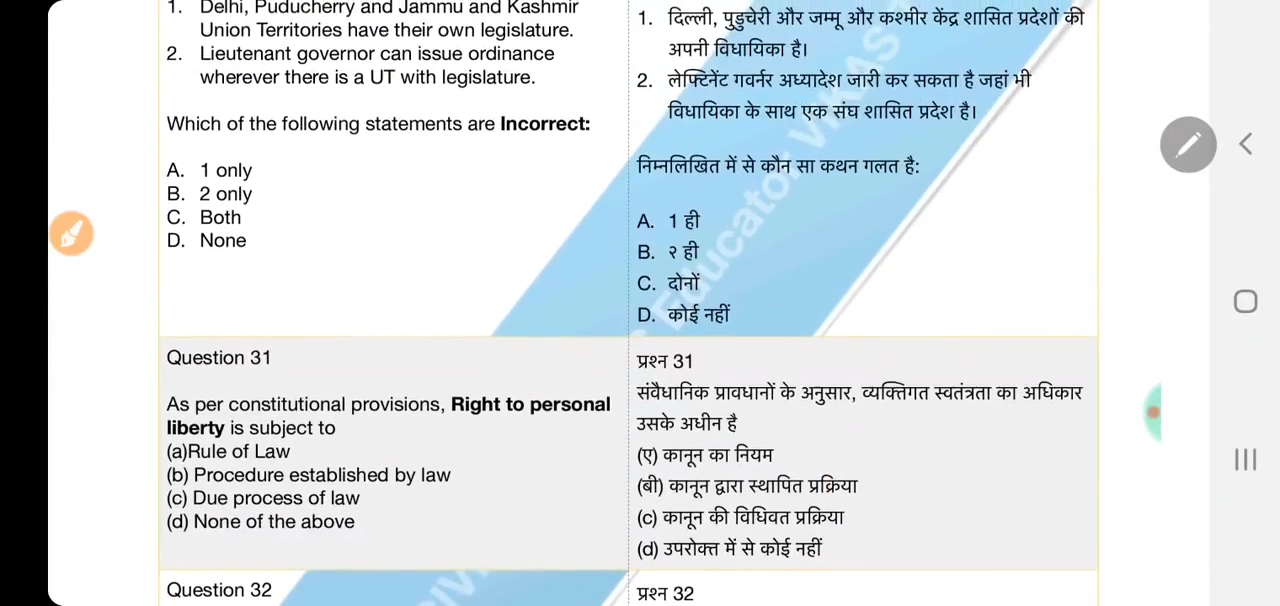 1. Delhi, Puducherry and Jammu and Kashmir
Union Territories have their own legislature.
2. Lieutenant governor can issue ordinance
wherever there is a UT with legislature.
Which of the following statements are Incorrect:
A. 1 only
B. 2 only
C. Both
D. None
1. दिल्ली, पुडुचेरी और जम्मू और कश्मीर केंद्र शासित प्रदेशों की
अपनी विधायिका है।
2. लेफ्टिनेंट गवर्नर अध्यादेश जारी कर सकता है जहां भी
विधायिका के साथ एक संघ शासित प्रदेश है।
निम्नलिखित में से कौन सा कथन गलत है:
A. 1 ही
B. २ ही
C. दोनों
D. कोई नहीं
Question 31
As per constitutional provisions, Right to personal
liberty is subject to
(a)Rule of Law
(b) Procedure established by law
(c) Due process of law
(d) None of the above
प्रश्न 31
संवैधानिक प्रावधानों के अनुसार, व्यक्तिगत स्वतंत्रता का अधिकार
उसके अधीन है
(ए) कानून का नियम
(बी) कानून द्वारा स्थापित प्रक्रिया
(c) कानून की विधिवत प्रक्रिया
(d) उपरोक्त में से कोई नहीं
Question 32
प्रश्न 32
Educator VIKAS